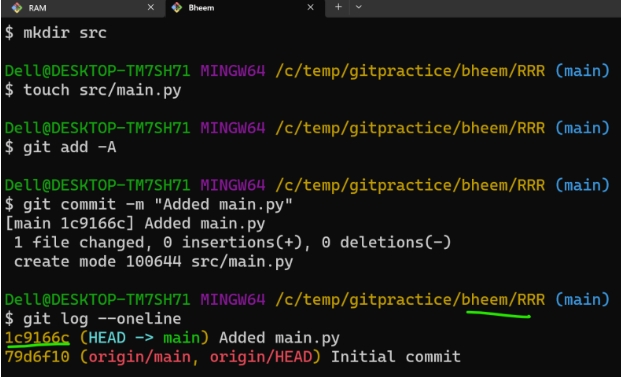 RAM × Bheem × + ⌄
$ mkdir src
Dell@DESKTOP-TM7SH71 MINGW64 /c/temp/gitpractice/bheem/RRR (main)
$ touch src/main.py
Dell@DESKTOP-TM7SH71 MINGW64 /c/temp/gitpractice/bheem/RRR (main)
$ git add -A
Dell@DESKTOP-TM7SH71 MINGW64 /c/temp/gitpractice/bheem/RRR (main)
$ git commit -m "Added main.py"
[main 1c9166c] Added main.py
 1 file changed, 0 insertions(+), 0 deletions(-)
 create mode 100644 src/main.py
Dell@DESKTOP-TM7SH71 MINGW64 /c/temp/gitpractice/bheem/RRR (main)
$ git log --oneline
1c9166c (HEAD -> main) Added main.py
79d6f10 (origin/main, origin/HEAD) Initial commit